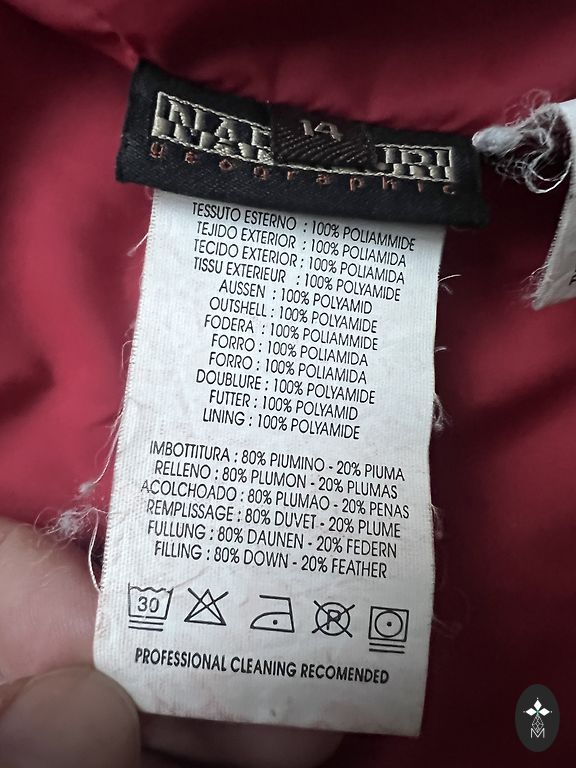 NAPAPIJRI
14
geographic
TESSUTO ESTERNO : 100% POLIAMMIDE
TEJIDO EXTERIOR : 100% POLIAMIDA
TECIDO EXTERIOR : 100% POLIAMIDA
TISSU EXTERIEUR : 100% POLYAMIDE
AUSSEN : 100% POLYAMID
OUTSHELL : 100% POLYAMIDE
FODERA : 100% POLIAMMIDE
FORRO : 100% POLIAMIDA
FORRO : 100% POLIAMIDA
DOUBLURE : 100% POLYAMIDE
FUTTER : 100% POLYAMID
LINING : 100% POLYAMIDE
IMBOTTITURA : 80% PIUMINO - 20% PIUMA
RELLENO : 80% PLUMON - 20% PLUMAS
ACOLCHOADO : 80% PLUMAO - 20% PENAS
REMPLISSAGE : 80% DUVET - 20% PLUME
FULLUNG : 80% DAUNEN - 20% FEDERN
FILLING : 80% DOWN - 20% FEATHER
30
P
PROFESSIONAL CLEANING RECOMENDED
M